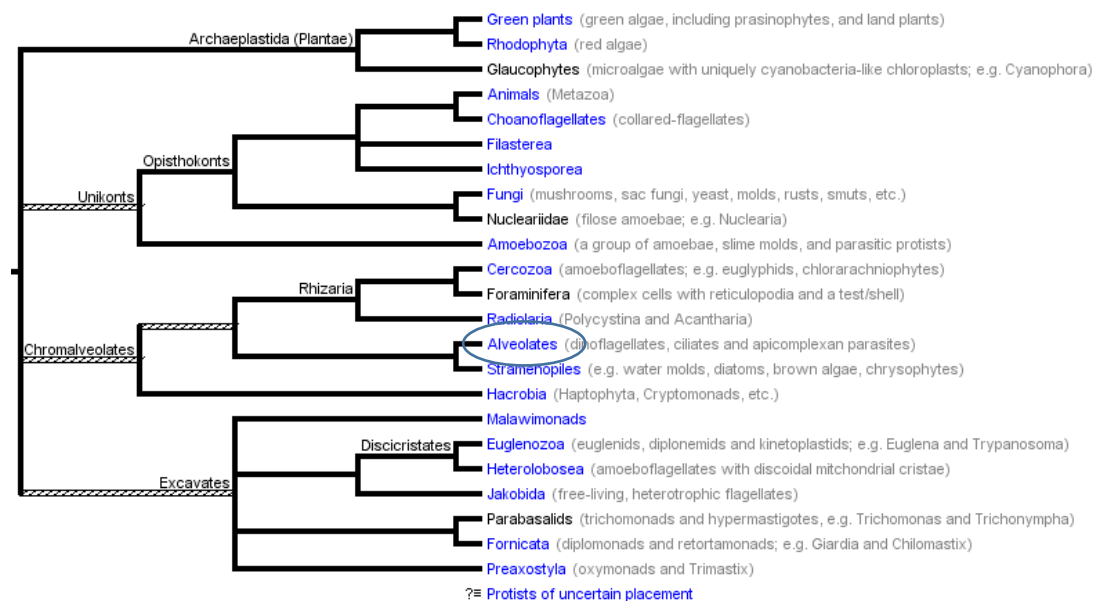 Green plants (green algae, including prasinophytes, and land plants)
Archaeplastida (Plantae)
Rhodophyta (red algae)
Glaucophytes (microalgae with uniquely cyanobacteria-like chloroplasts; e.g. Cyanophora)
Animals (Metazoa)
Choanoflagellates (collared-flagellates)
Filasterea
Opisthokonts
Ichthyosporea
Unikonts
Fungi (mushrooms, sac fungi, yeast, molds, rusts, smuts, etc.)
Nucleariidae (filose amoebae; e.g. Nuclearia)
Amoebozoa (a group of amoebae, slime molds, and parasitic protists)
Cercozoa (amoeboflagellates; e.g. euglyphids, chlorarachniophytes)
Rhizaria
Foraminifera (complex cells with reticulopodia and a test/shell)
Radiolaria (Polycystina and Acantharia)
Chromalveolates
Alveolates (dinoflagellates, ciliates and apicomplexan parasites)
Stramenopiles (e.g. water molds, diatoms, brown algae, chrysophytes)
Hacrobia (Haptophyta, Cryptomonads, etc.)
Malawimonads
Discicristates
Euglenozoa (euglenids, diplonemids and kinetoplastids; e.g. Euglena and Trypanosoma)
Heterolobosea (amoeboflagellates with discoidal mitchondrial cristae)
Excavates
Jakobida (free-living, heterotrophic flagellates)
Parabasalids (trichomonads and hypermastigotes, e.g. Trichomonas and Trichonympha)
Fornicata (diplomonads and retortamonads; e.g. Giardia and Chilomastix)
Preaxostyla (oxymonads and Trimastix)
?≡ Protists of uncertain placement